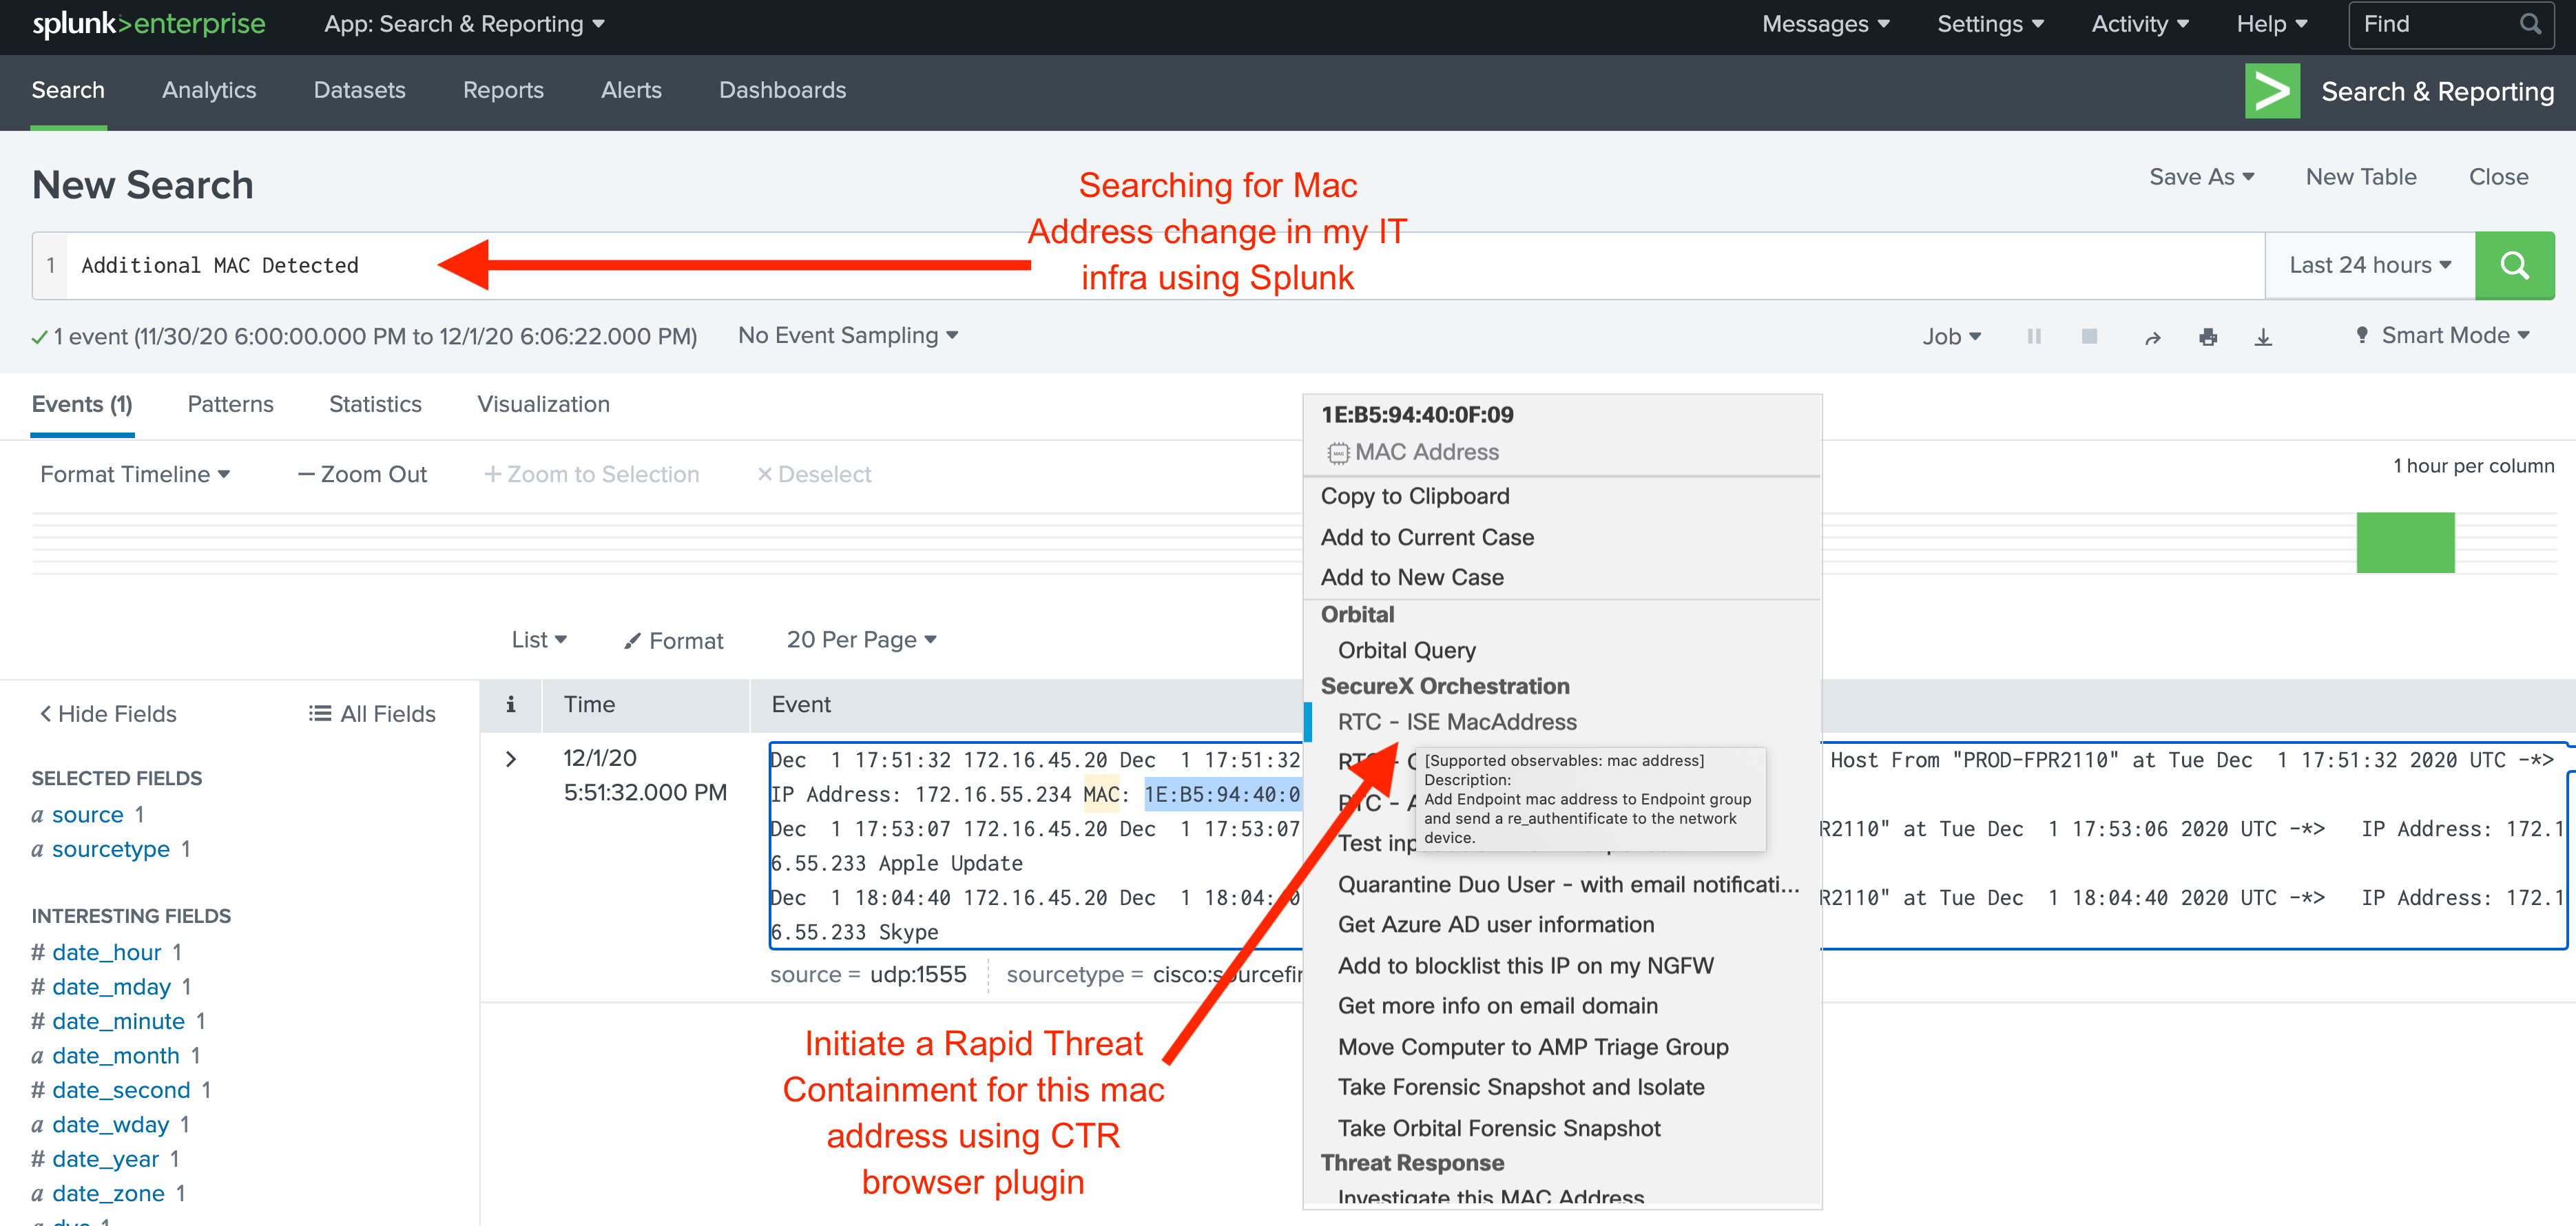 splunk>enterprise App: Search & Reporting Messages Settings Activity Help Find
Search Analytics Datasets Reports Alerts Dashboards Search & Reporting
New Search
Save As New Table Close
Searching for Mac
Address change in my IT
infra using Splunk
1 Additional MAC Detected
Last 24 hours
1 event (11/30/20 6:00:00.000 PM to 12/1/20 6:06:22.000 PM) No Event Sampling Job Smart Mode
Events (1) Patterns Statistics Visualization
Format Timeline — Zoom Out + Zoom to Selection × Deselect
1 hour per column
List Format 20 Per Page
< Hide Fields All Fields
i Time Event
SELECTED FIELDS
a source 1
a sourcetype 1
INTERESTING FIELDS
# date_hour 1
# date_mday 1
# date_minute 1
a date_month 1
# date_second 1
a date_wday 1
# date_year 1
a date_zone 1
12/1/20
5:51:32.000 PM
Dec 1 17:51:32 172.16.45.20 Dec 1 17:51:32 Host From "PROD-FPR2110" at Tue Dec 1 17:51:32 2020 UTC -*>
IP Address: 172.16.55.234 MAC: 1E:B5:94:40:0
Dec 1 17:53:07 172.16.45.20 Dec 1 17:53:07 R2110" at Tue Dec 1 17:53:06 2020 UTC -*> IP Address: 172.1
6.55.233 Apple Update
Dec 1 18:04:40 172.16.45.20 Dec 1 18:04: R2110" at Tue Dec 1 18:04:40 2020 UTC -*> IP Address: 172.1
6.55.233 Skype
source = udp:1555 sourcetype = cisco:sourcefi
Initiate a Rapid Threat
Containment for this mac
address using CTR
browser plugin
1E:B5:94:40:0F:09
MAC Address
Copy to Clipboard
Add to Current Case
Add to New Case
Orbital
Orbital Query
SecureX Orchestration
RTC - ISE MacAddress
[Supported observables: mac address]
Description:
Add Endpoint mac address to Endpoint group
and send a re_authentificate to the network
device.
Test inp
Quarantine Duo User - with email notificati...
Get Azure AD user information
Add to blocklist this IP on my NGFW
Get more info on email domain
Move Computer to AMP Triage Group
Take Forensic Snapshot and Isolate
Take Orbital Forensic Snapshot
Threat Response
Investigate this MAC Address